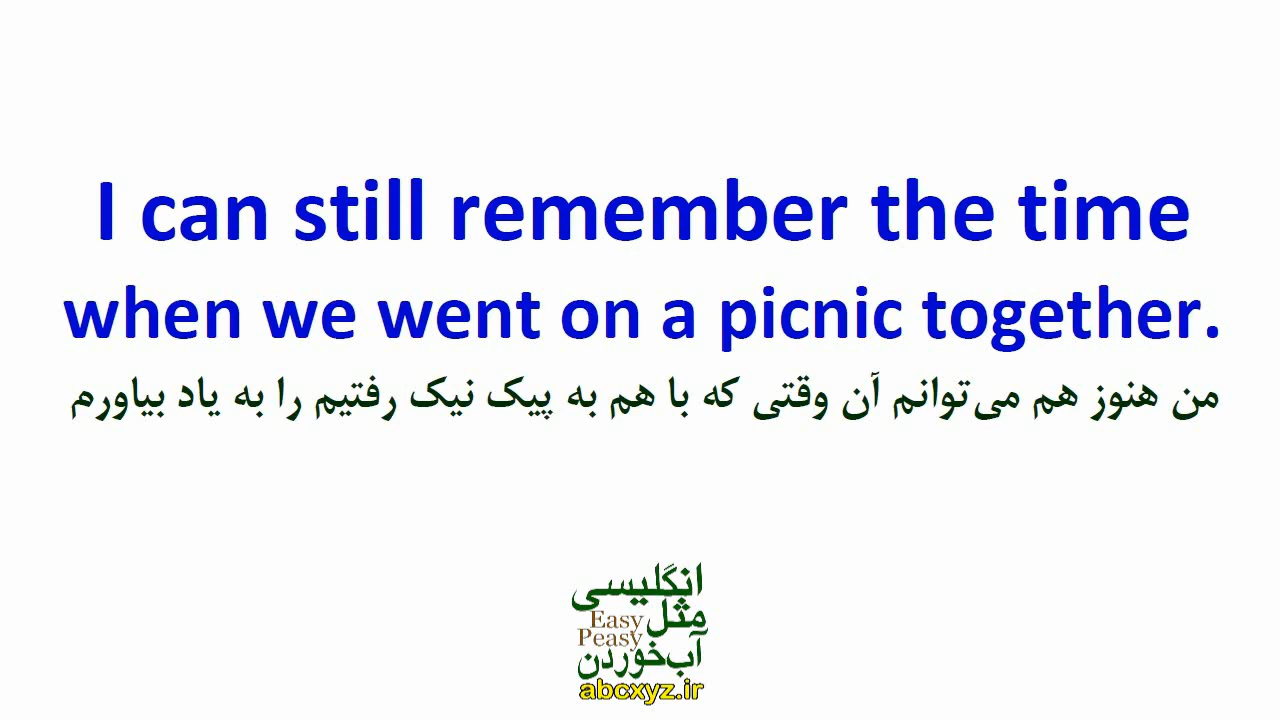 I can still remember the time
when we went on a picnic together.
من هنوز هم می‌توانم آن وقتی که با هم به پیک نیک رفتیم را به یاد بیاورم
انگلیسی
مثل
Easy
Peasy
آب‌خوردن
abcxyz.ir